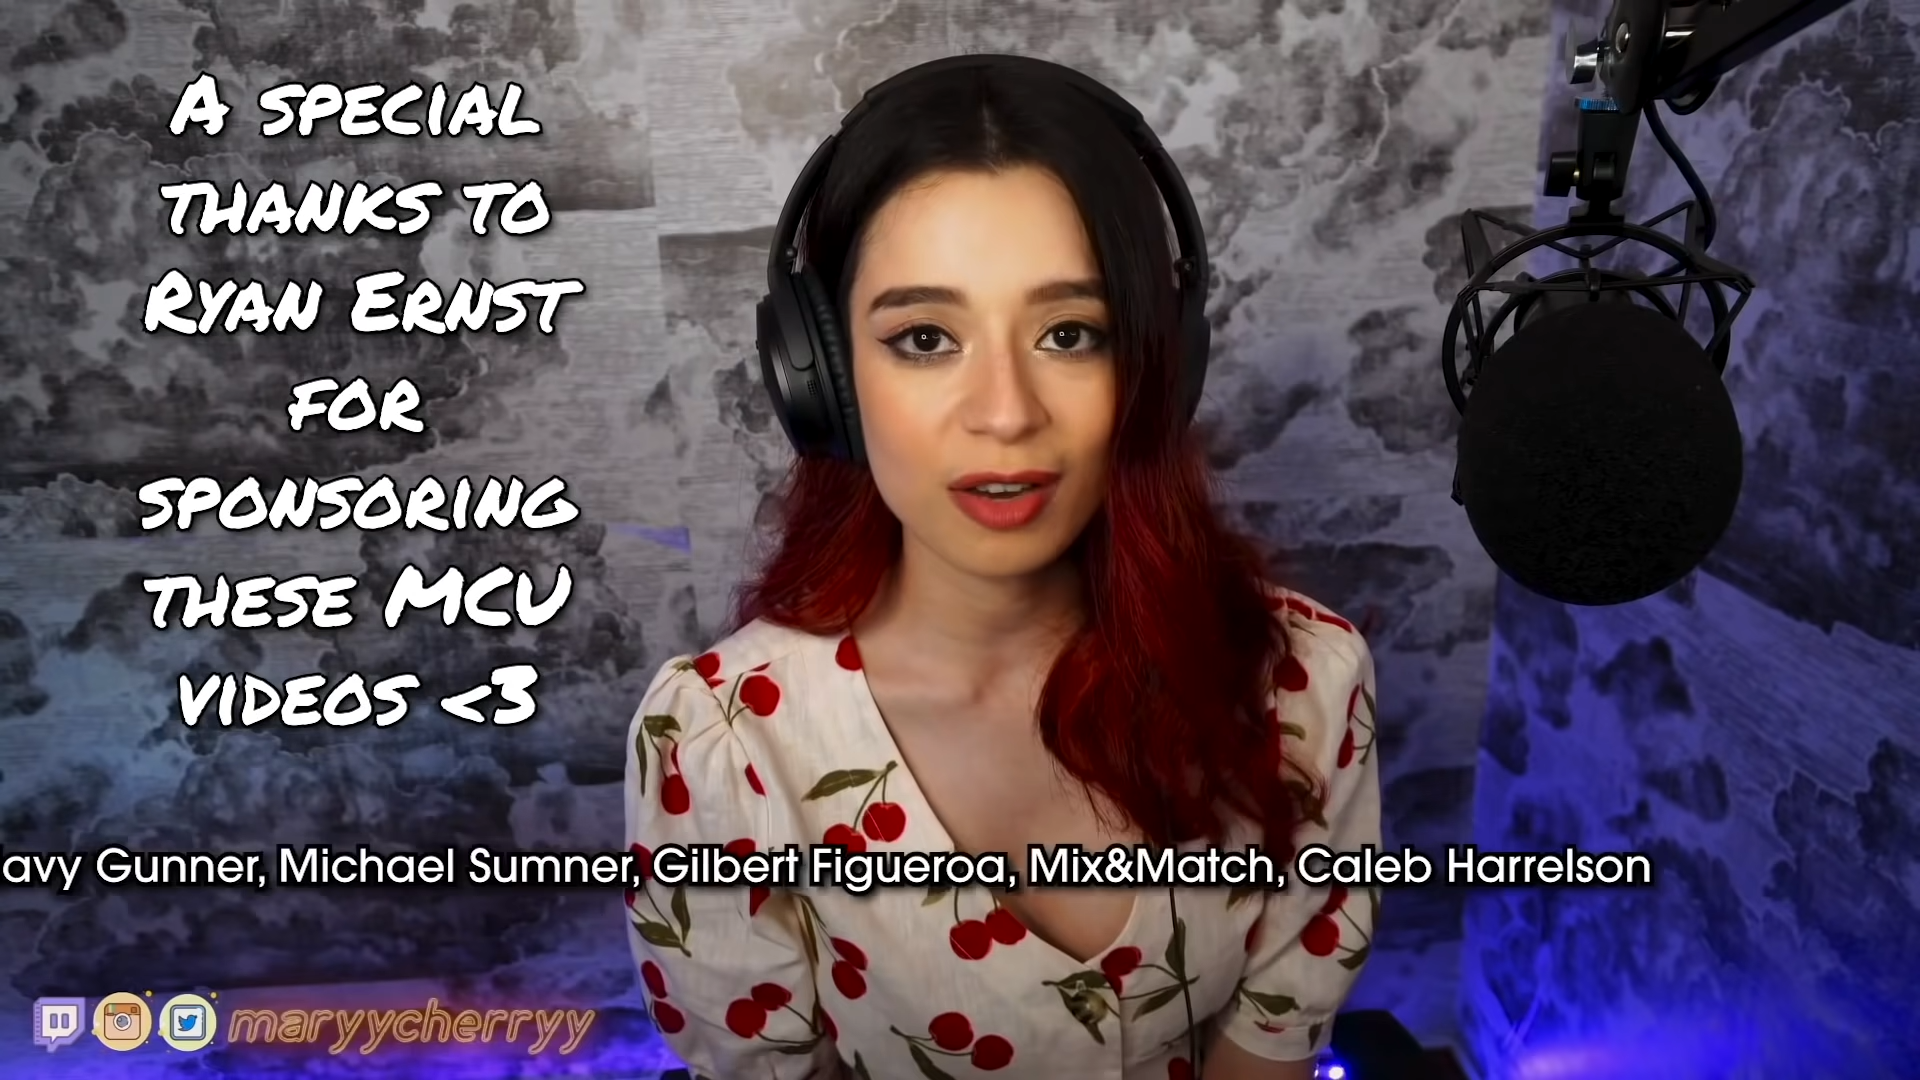 A SPECIAL
THANKS TO
RYAN ERNST
FOR
SPONSORING
THESE MCU
VIDEOS <3
avy Gunner, Michael Sumner, Gilbert Figueroa, Mix&Match, Caleb Harrelson
maryycherryy